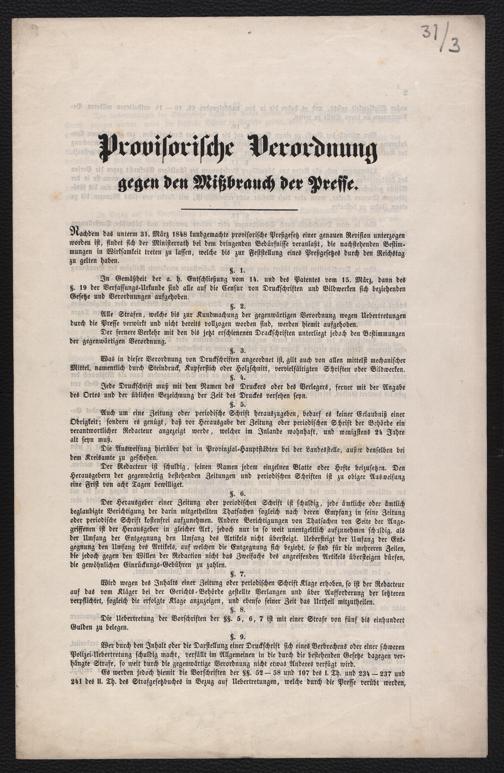 31/3
Provisorische Verordnung
gegen den Mißbrauch der Presse.
Nachdem das unterm 31. März 1848 kundgemachte provisorische Preßgesetz einer genauen Revision unterzogen
worden ist, findet sich der Ministerrath bei dem dringenden Bedürfnisse veranlaßt, die nachstehenden Bestim-
mungen in Wirksamkeit treten zu lassen, welche bis zur Feststellung eines Preßgesetzes durch den Reichstag
zu gelten haben.
§. 1.
In Gemäßheit der a. h. Entschließung vom 14. und des Patentes vom 15. März, dann des
§. 19 der Verfassungs-Urkunde sind alle auf die Censur von Druckschriften und Bildwerken sich beziehenden
Gesetze und Verordnungen aufgehoben.
§. 2.
Alle Strafen, welche bis zur Kundmachung der gegenwärtigen Verordnung wegen Uebertretungen
durch die Presse verwirkt und nicht bereits vollzogen worden sind, werden hiemit aufgehoben.
Der fernere Verkehr mit den bis jetzt erschienenen Druckschriften unterliegt jedoch den Bestimmungen
der gegenwärtigen Verordnung.
§. 3.
Was in dieser Verordnung von Druckschriften angeordnet ist, gilt auch von allen mittelst mechanischer
Mittel, namentlich durch Steindruck, Kupferstich oder Holzschnitt, vervielfältigten Schriften oder Bildwerken.
§. 4.
Jede Druckschrift muß mit dem Namen des Druckers oder des Verlegers, ferner mit der Angabe
des Ortes und der üblichen Bezeichnung der Zeit des Druckes versehen seyn.
§. 5.
Auch um eine Zeitung oder periodische Schrift herauszugeben, bedarf es keiner Erlaubniß einer
Obrigkeit; sondern es genügt, daß vor Herausgabe der Zeitung oder periodischen Schrift der Behörde ein
verantwortlicher Redacteur angezeigt werde, welcher im Inlande wohnhaft, und wenigstens 24 Jahre
alt seyn muß.
Die Ausweisung hierüber hat in Provinzial-Hauptstädten bei der Landesstelle, außer denselben bei
dem Kreisamte zu geschehen.
Der Redacteur ist schuldig, seinen Namen jedem einzelnen Blatte oder Hefte beizusetzen. Den
Herausgebern der gegenwärtig bestehenden Zeitungen und periodischen Schriften ist zu obiger Ausweisung
eine Frist von acht Tagen bewilliget.
§. 6.
Der Herausgeber einer Zeitung oder periodischen Schrift ist schuldig, jede ämtliche oder ämtlich
beglaubigte Berichtigung der darin mitgetheilten Thatsachen sogleich nach deren Empfang in seine Zeitung
oder periodische Schrift kostenfrei aufzunehmen. Andere Berichtigungen von Thatsachen von Seite der Ange-
griffenen ist der Herausgeber in gleicher Art, jedoch nur in so weit unentgeltlich aufzunehmen schuldig, als
der Umfang der Entgegnung den Umfang des Artikels nicht übersteigt. Uebersteigt der Umfang der Ent-
gegnung den Umfang des Artikels, auf welchen die Entgegnung sich bezieht, so sind für die mehreren Zeilen,
die jedoch gegen den Willen der Redaction nicht das Zweifache des angreifenden Artikels übersteigen dürfen,
die gewöhnlichen Einrückungs-Gebühren zu zahlen.
§. 7.
Wird wegen des Inhalts einer Zeitung oder periodischen Schrift Klage erhoben, so ist der Redacteur
auf das vom Kläger bei der Gerichts-Behörde gestellte Verlangen und über Aufforderung der letzteren
verpflichtet, sogleich die erfolgte Klage anzuzeigen, und ebenso seiner Zeit das Urtheil mitzutheilen.
§. 8.
Die Uebertretung der Vorschriften der §§. 5, 6, 7 ist mit einer Strafe von fünf bis einhundert
Gulden zu belegen.
§. 9.
Wer durch den Inhalt oder die Darstellung einer Druckschrift sich eines Verbrechens oder einer schweren
Polizei-Uebertretung schuldig macht, verfällt im Allgemeinen in die durch die bestehenden Gesetze dagegen ver-
hängte Strafe, so weit durch die gegenwärtige Verordnung nicht etwas Anderes verfügt wird.
Es werden jedoch hiemit die Vorschriften der §§. 52–58 und 107 des I. Th. und 234–237 und
241 des II. Th. des Strafgesetzbuches in Bezug auf Uebertretungen, welche durch die Presse verübt werden,